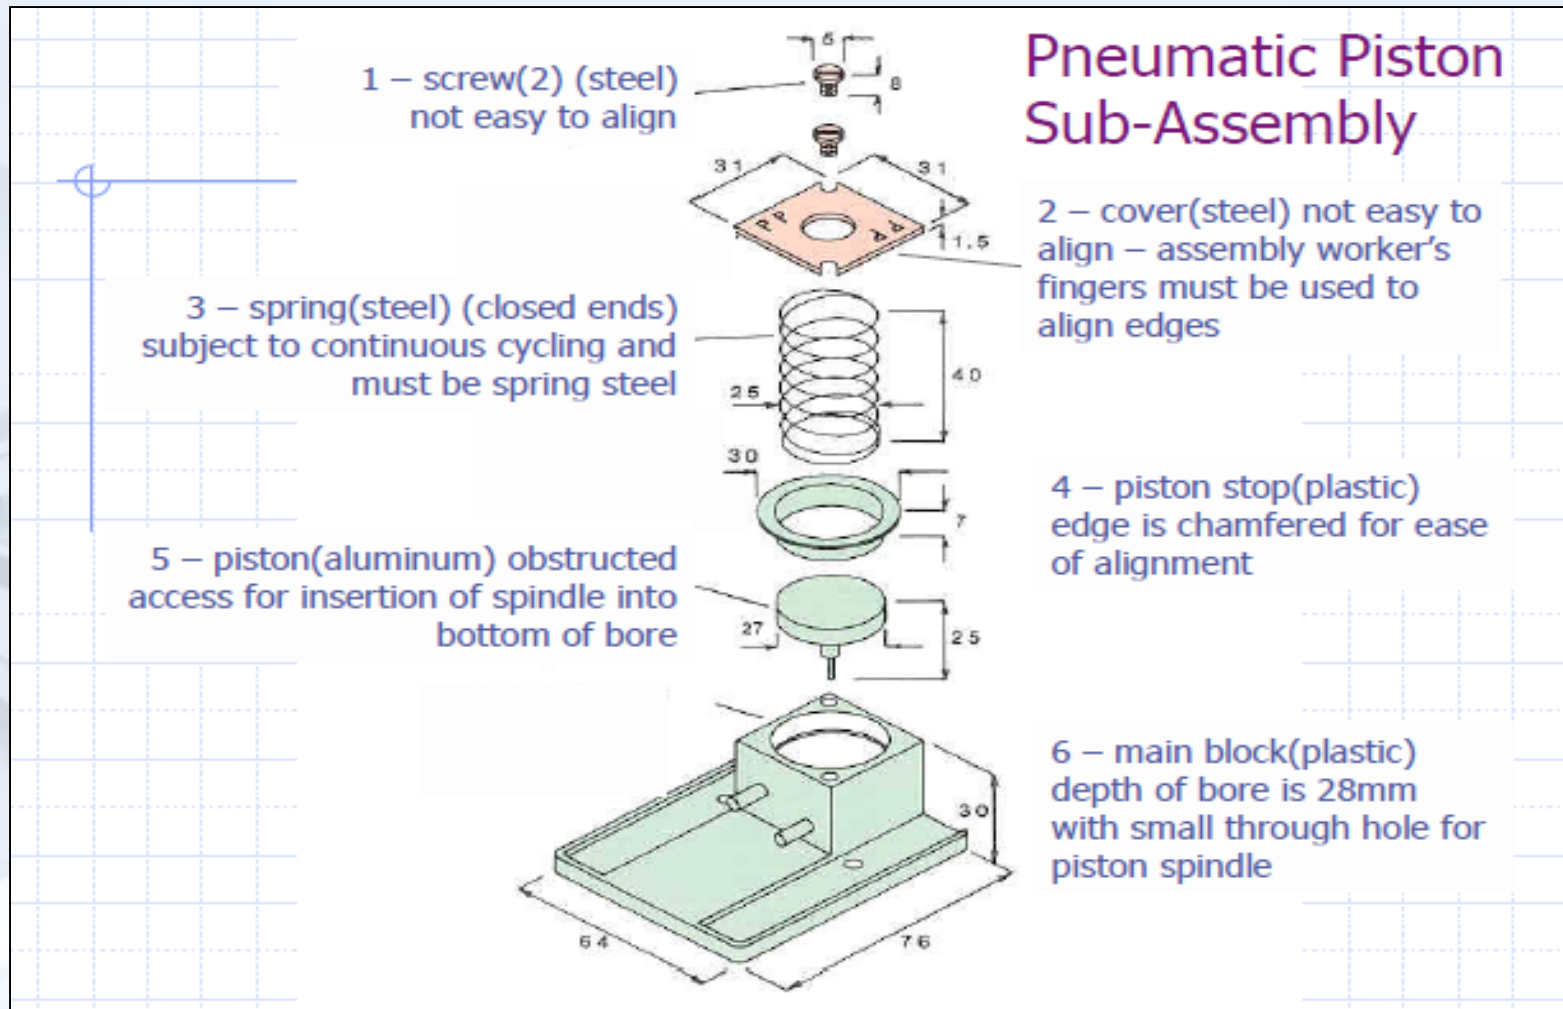 Pneumatic Piston
Sub-Assembly
1 – screw(2) (steel)
not easy to align
5
8
31
31
1.5
P P
P P
2 – cover(steel) not easy to
align – assembly worker's
fingers must be used to
align edges
3 – spring(steel) (closed ends)
subject to continuous cycling and
must be spring steel
25
40
30
7
4 – piston stop(plastic)
edge is chamfered for ease
of alignment
5 – piston(aluminum) obstructed
access for insertion of spindle into
bottom of bore
27
25
6 – main block(plastic)
depth of bore is 28mm
with small through hole for
piston spindle
30
64
76